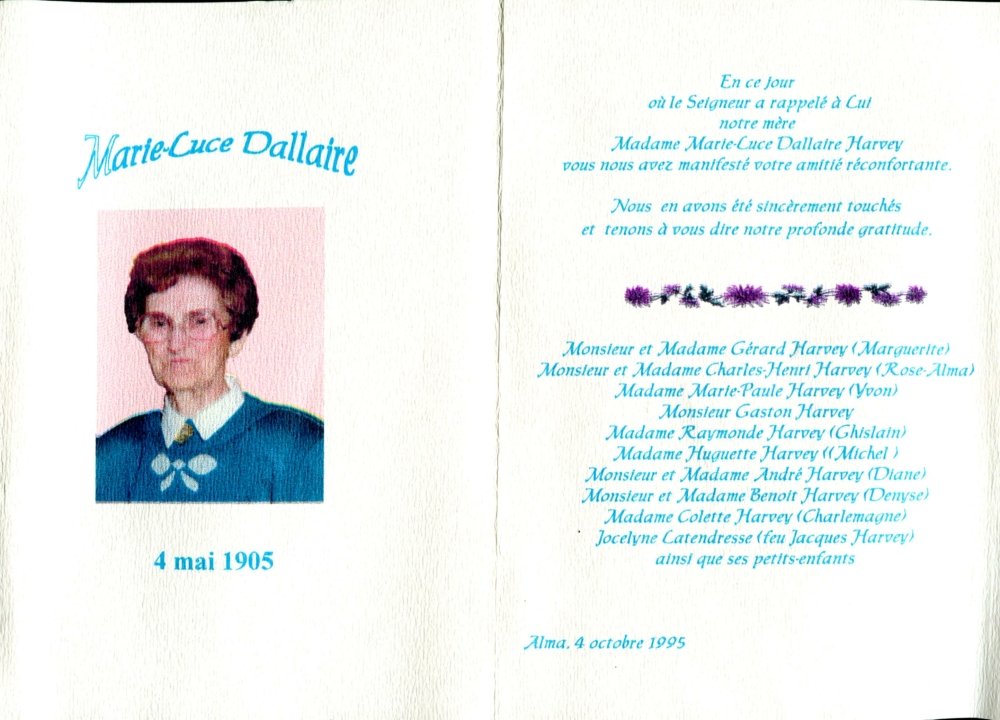 Marie-Luce Dallaire
4 mai 1905
En ce jour
où le Seigneur a rappelé à Lui
notre mère
Madame Marie-Luce Dallaire Harvey
vous nous avez manifesté votre amitié réconfortante.
Nous en avons été sincèrement touchés
et tenons à vous dire notre profonde gratitude.
Monsieur et Madame Gérard Harvey (Marguerite)
Monsieur et Madame Charles-Henri Harvey (Rose-Alma)
Madame Marie-Paule Harvey (Yvon)
Monsieur Gaston Harvey
Madame Raymonde Harvey (Ghislain)
Madame Huguette Harvey ((Michel )
Monsieur et Madame André Harvey (Diane)
Monsieur et Madame Benoit Harvey (Denyse)
Madame Colette Harvey (Charlemagne)
Jocelyne Latendresse (feu Jacques Harvey)
ainsi que ses petits-enfants
Alma, 4 octobre 1995